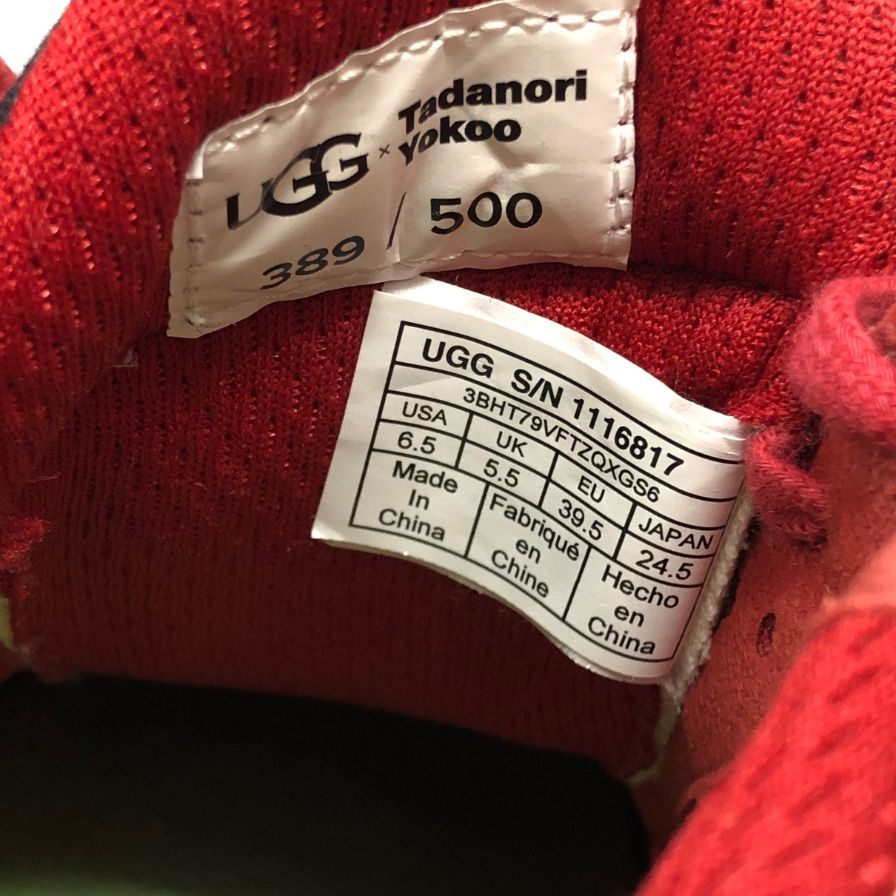 UGG × Tadanori Yokoo
389 / 500
UGG S/N 1116817
3BHT79VFTZQXGS6
USA UK EU JAPAN
6.5 5.5 39.5 24.5
Made In China
Fabriqué en Chine
Hecho en China